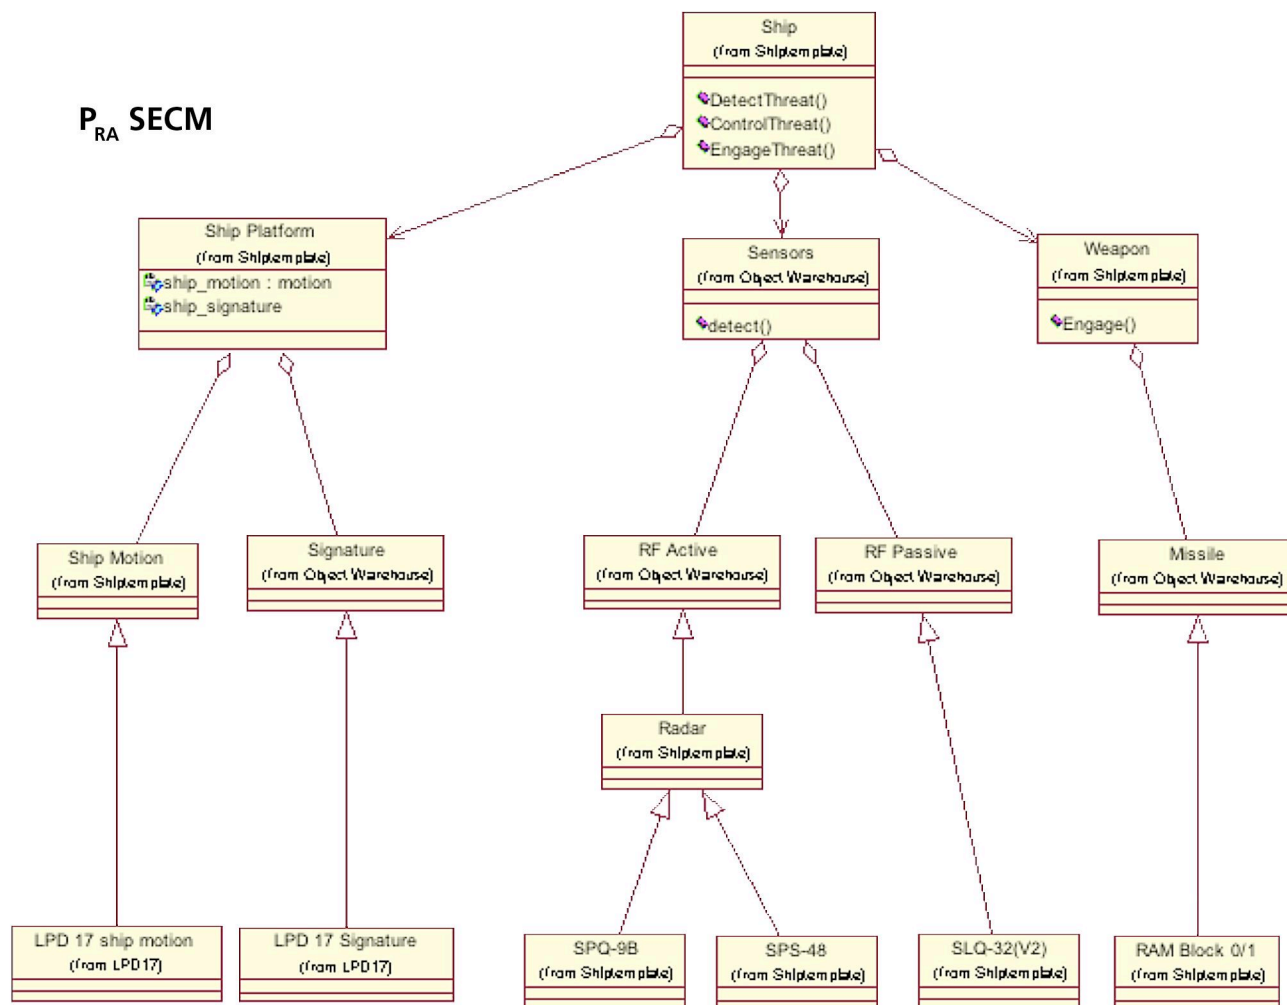 Ship
(from Shiptemplate)
DetectThreat()
ControlThreat()
EngageThreat()
P_RA SECM
Ship Platform
(from Shiptemplate)
ship_motion : motion
ship_signature
Sensors
(from Object Warehouse)
detect()
Weapon
(from Shiptemplate)
Engage()
Ship Motion
(from Shiptemplate)
Signature
(from Object Warehouse)
RF Active
(from Object Warehouse)
RF Passive
(from Object Warehouse)
Missile
(from Object Warehouse)
Radar
(from Shiptemplate)
LPD 17 ship motion
(from LPD17)
LPD 17 Signature
(from LPD17)
SPQ-9B
(from Shiptemplate)
SPS-48
(from Shiptemplate)
SLQ-32(V2)
(from Shiptemplate)
RAM Block 0/1
(from Shiptemplate)